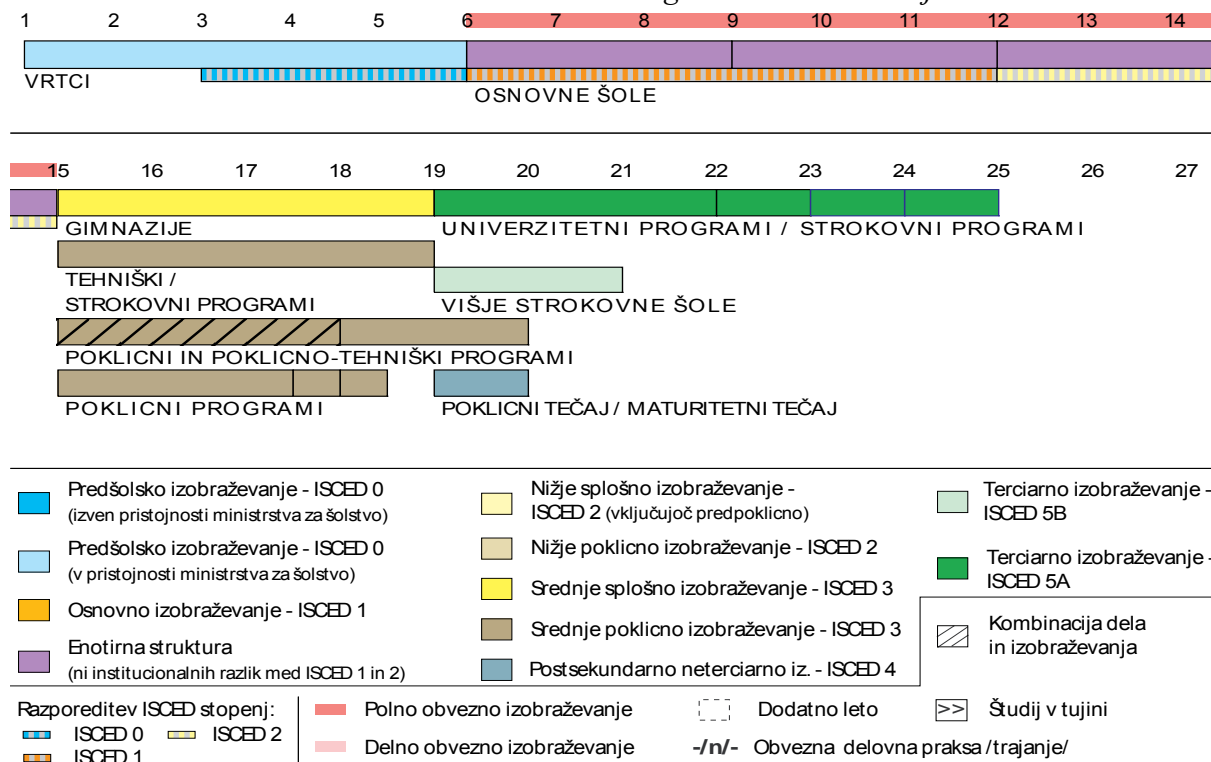 1 2 3 4 5 6 7 8 9 10 11 12 13 14
VRTCI
OSNOVNE ŠOLE
15 16 17 18 19 20 21 22 23 24 25 26 27
GIMNAZIJE
UNIVERZITETNI PROGRAMI / STROKOVNI PROGRAMI
TEHNIŠKI /
STROKOVNI PROGRAMI
VIŠJE STROKOVNE ŠOLE
POKLICNI IN POKLICNO-TEHNIŠKI PROGRAMI
POKLICNI PROGRAMI
POKLICNI TEČAJ / MATURITETNI TEČAJ
Predšolsko izobraževanje - ISCED 0
(izven pristojnosti ministrstva za šolstvo)
Predšolsko izobraževanje - ISCED 0
(v pristojnosti ministrstva za šolstvo)
Osnovno izobraževanje - ISCED 1
Enotirna struktura
(ni institucionalnih razlik med ISCED 1 in 2)
Nižje splošno izobraževanje -
ISCED 2 (vključujoč predpoklicno)
Nižje poklicno izobraževanje - ISCED 2
Srednje splošno izobraževanje - ISCED 3
Srednje poklicno izobraževanje - ISCED 3
Postsekundarno neterciarno iz. - ISCED 4
Terciarno izobraževanje -
ISCED 5B
Terciarno izobraževanje -
ISCED 5A
Kombinacija dela
in izobraževanja
Razporeditev ISCED stopenj:
ISCED 0 ISCED 2
ISCED 1
Polno obvezno izobraževanje
Delno obvezno izobraževanje
Dodatno leto
-/n/- Obvezna delovna praksa /trajanje/
>> Študij v tujini